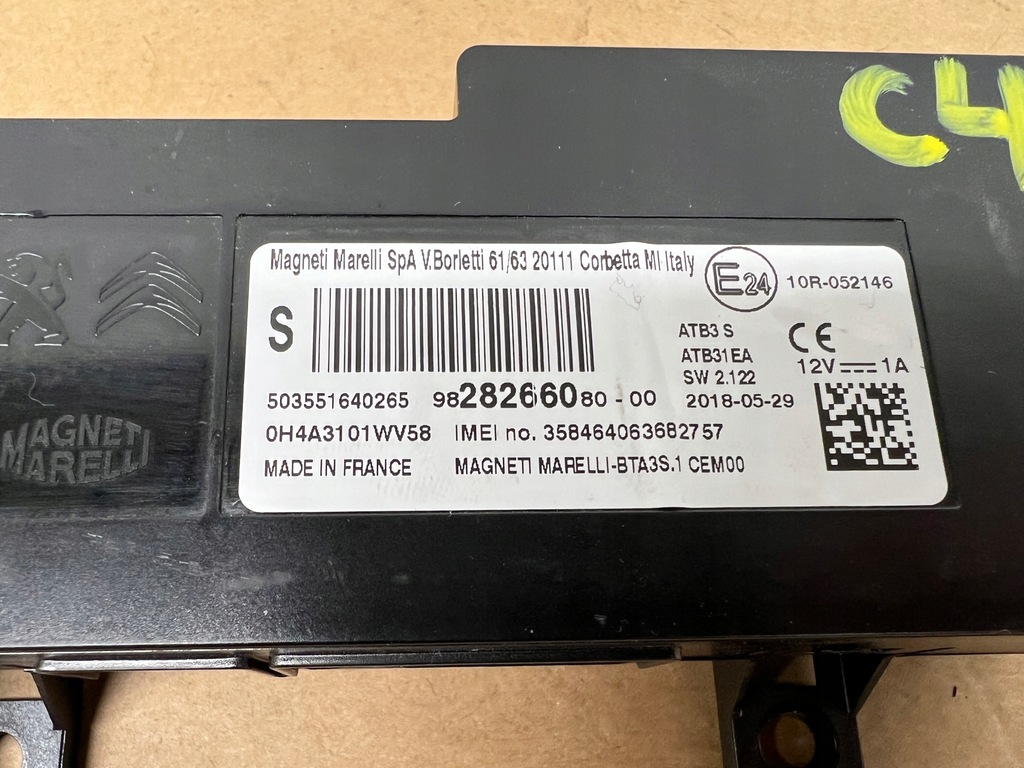 C4
Magneti Marelli SpA V.Borletti 61/63 20111 Corbetta MI Italy
E24
10R-052146
S
ATB3 S
ATB31EA
SW 2.122
CE
12V 1A
503551640265 9828266080 - 00 2018-05-29
0H4A3101WV58 IMEI no. 358464063682757
MADE IN FRANCE MAGNETI MARELLI-BTA3S.1 CEM00
MAGNETI
MARELLI